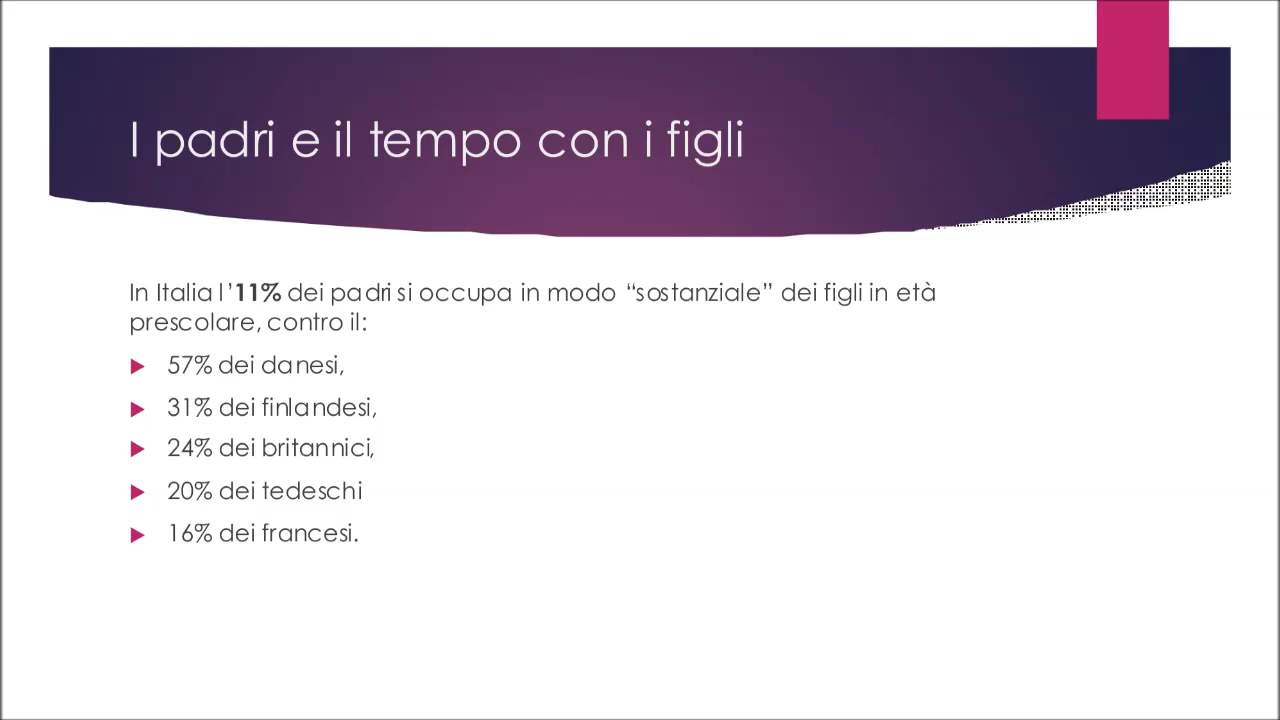 I padri e il tempo con i figli
In Italia l’11% dei padri si occupa in modo “sostanziale” dei figli in età
prescolare, contro il:
57% dei danesi,
31% dei finlandesi,
24% dei britannici,
20% dei tedeschi
16% dei francesi.